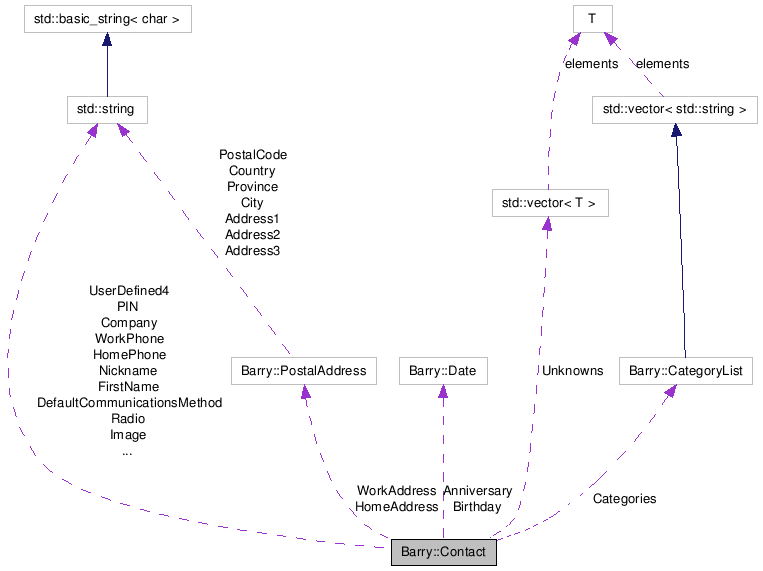 std::basic_string< char >
T
elements
elements
std::string
std::vector< std::string >
PostalCode
Country
Province
City
Address1
Address2
Address3
std::vector< T >
UserDefined4
PIN
Company
WorkPhone
HomePhone
Nickname
FirstName
DefaultCommunicationsMethod
Radio
Image
...
Barry::PostalAddress
Barry::Date
Unknowns
Barry::CategoryList
WorkAddress
HomeAddress
Anniversary
Birthday
Categories
Barry::Contact